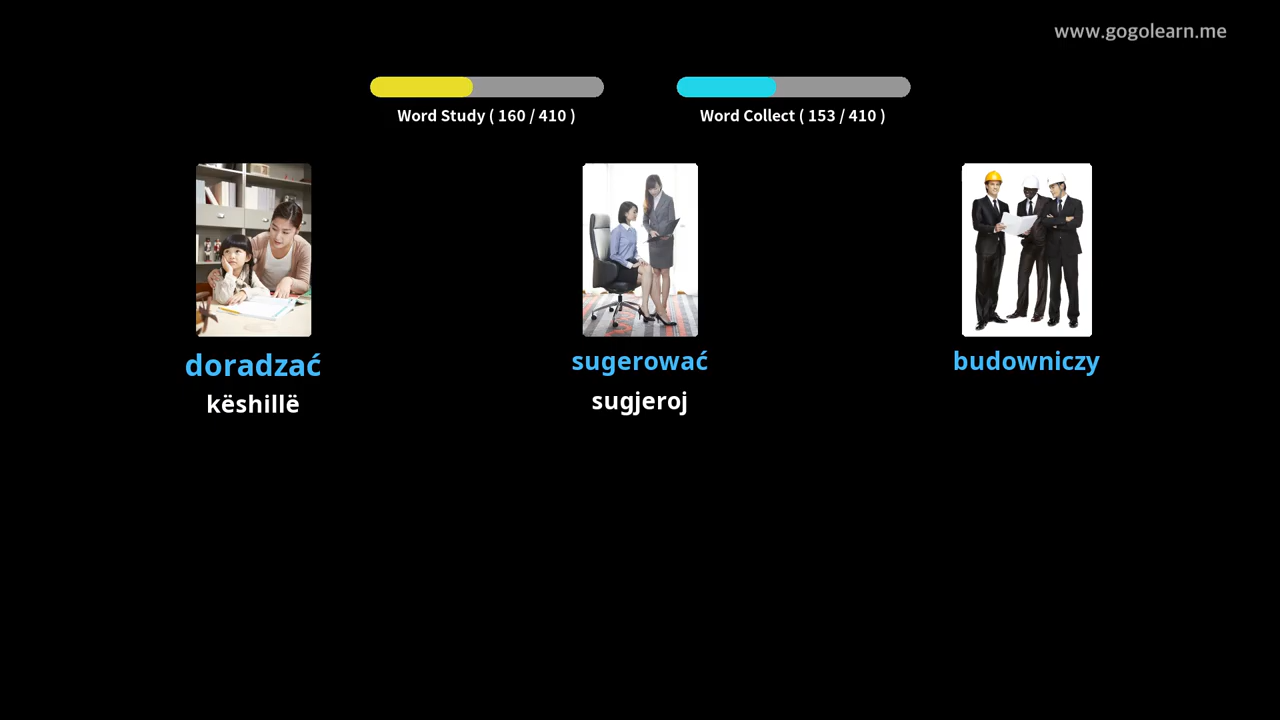 www.gogolearn.me
Word Study ( 160 / 410 )
Word Collect ( 153 / 410 )
doradzać
këshillë
sugerować
sugjeroj
budowniczy